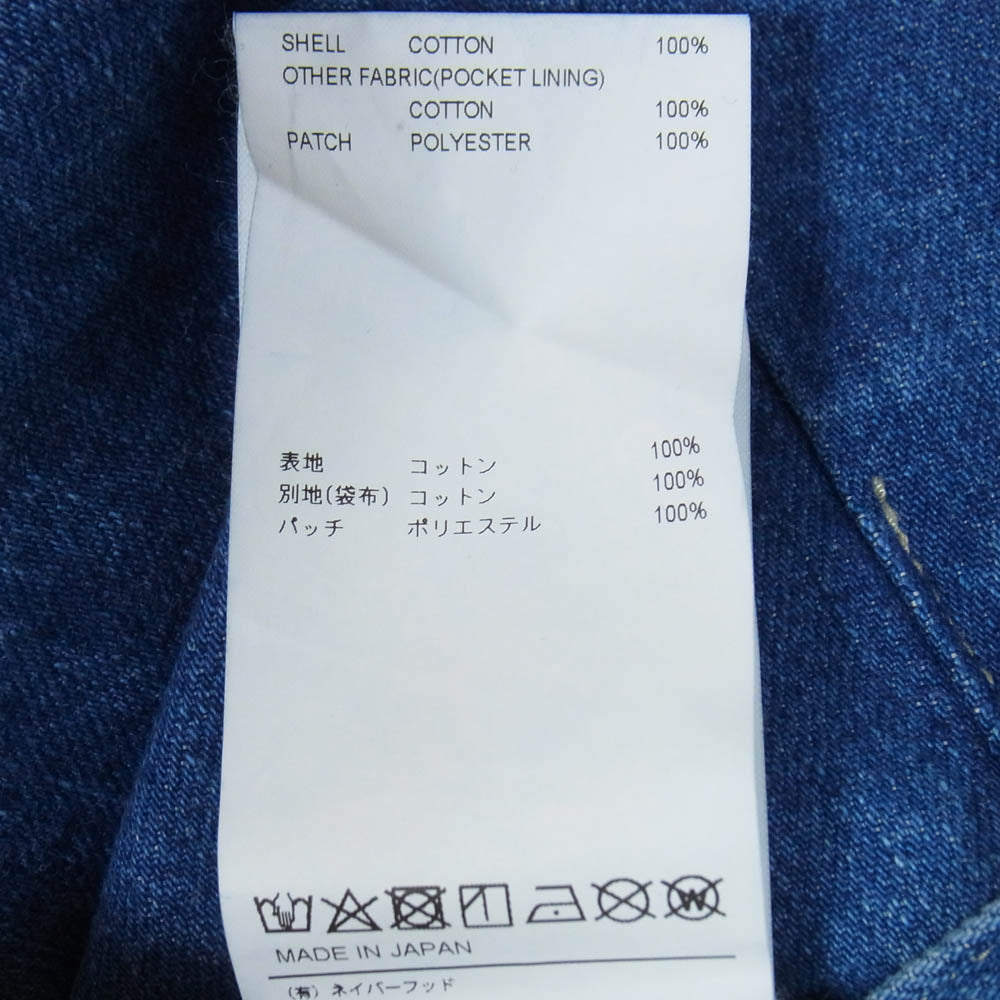 SHELL COTTON 100%
OTHER FABRIC(POCKET LINING)
COTTON 100%
PATCH POLYESTER 100%
表地 コットン 100%
別地(袋布) コットン 100%
パッチ ポリエステル 100%
W
MADE IN JAPAN
(有) ネイバーフッド